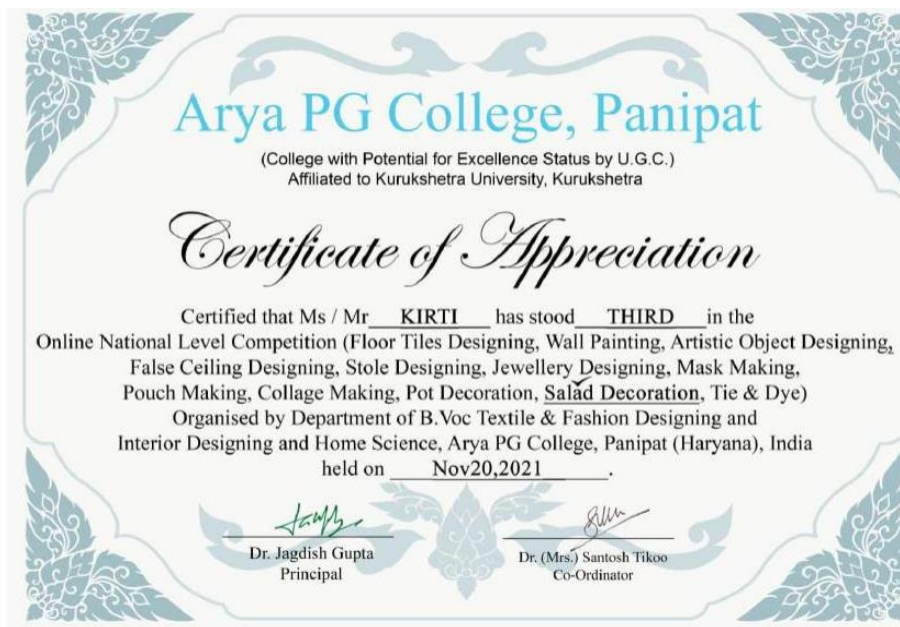 Arya PG College, Panipat
(College with Potential for Excellence Status by U.G.C.)
Affiliated to Kurukshetra University, Kurukshetra
Certificate of Appreciation
Certified that Ms / Mr KIRTI has stood THIRD in the
Online National Level Competition (Floor Tiles Designing, Wall Painting, Artistic Object Designing,
False Ceiling Designing, Stole Designing, Jewellery Designing, Mask Making,
Pouch Making, Collage Making, Pot Decoration, Salad Decoration, Tie & Dye)
Organised by Department of B.Voc Textile & Fashion Designing and
Interior Designing and Home Science, Arya PG College, Panipat (Haryana), India
held on Nov20,2021.
Dr. Jagdish Gupta
Principal
Dr. (Mrs.) Santosh Tikoo
Co-Ordinator